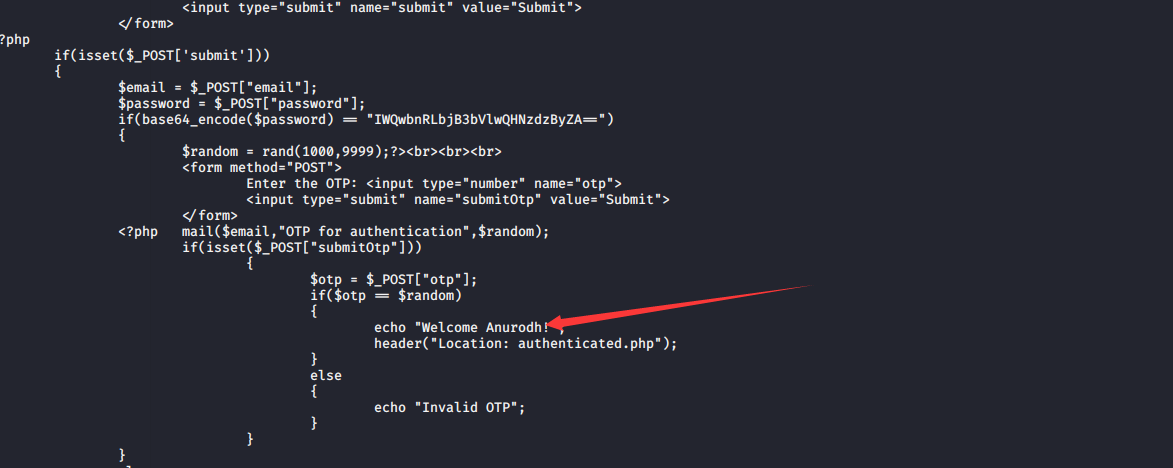 <input type="submit" name="submit" value="Submit">
</form>
?php
if(isset($_POST['submit']))
{
$email = $_POST["email"];
$password = $_POST["password"];
if(base64_encode($password) == "IWQwbnRLbjB3bVlwQHNzdzByZA==")
{
$random = rand(1000,9999);?><br><br><br>
<form method="POST">
Enter the OTP: <input type="number" name="otp">
<input type="submit" name="submitOtp" value="Submit">
</form>
<?php mail($email,"OTP for authentication",$random);
if(isset($_POST["submitOtp"]))
{
$otp = $_POST["otp"];
if($otp == $random)
{
echo "Welcome Anurodh!";
header("Location: authenticated.php");
}
else
{
echo "Invalid OTP";
}
}
}